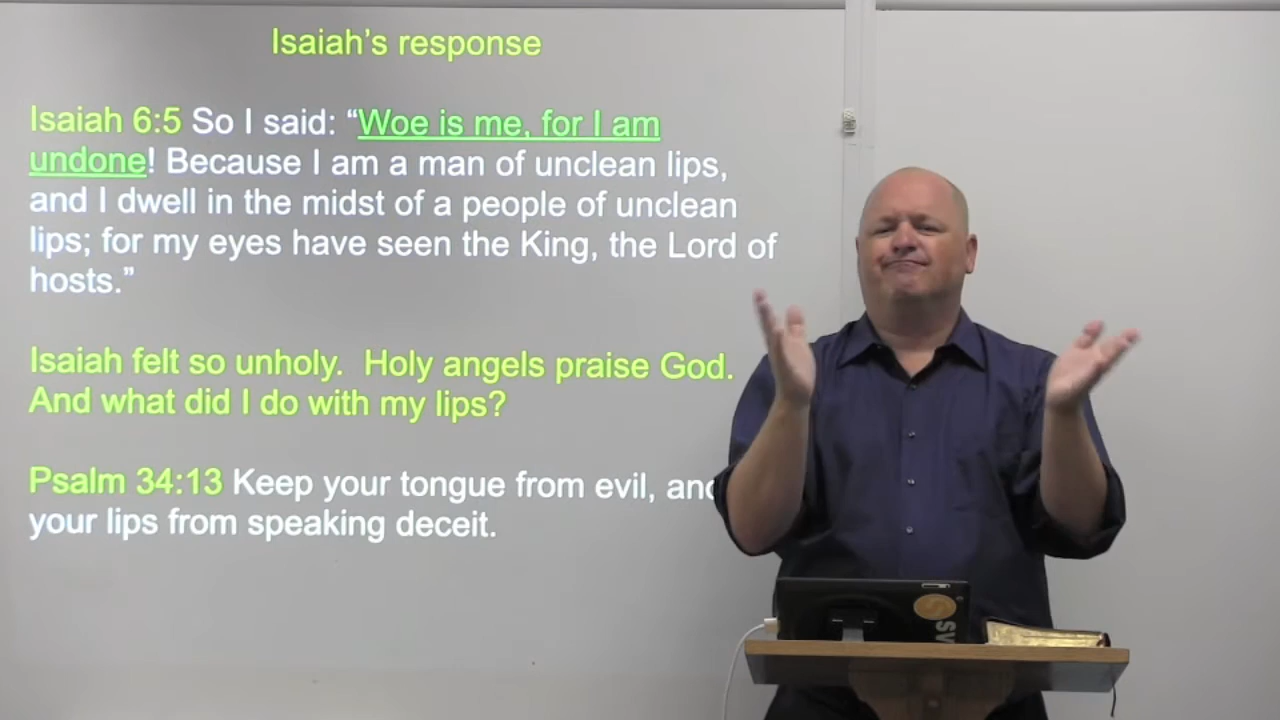 Isaiah's response
Isaiah 6:5 So I said: “Woe is me, for I am
undone! Because I am a man of unclean lips,
and I dwell in the midst of a people of unclean
lips; for my eyes have seen the King, the Lord of
hosts.”
Isaiah felt so unholy.  Holy angels praise God.
And what did I do with my lips?
Psalm 34:13 Keep your tongue from evil, and
your lips from speaking deceit.
SV